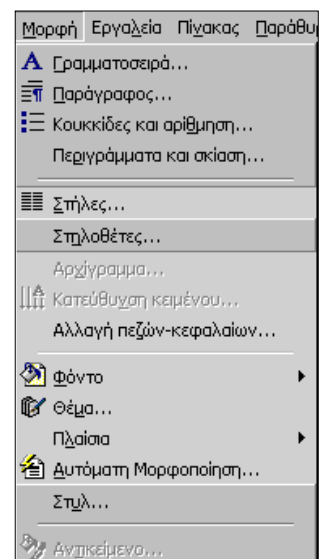 Μορφή Εργαλεία Πίνακας Παράθυ
Γραμματοσειρά...
Παράγραφος...
Κουκκίδες και αρίθμηση...
Περιγράμματα και σκίαση...
Στήλες...
Στηλοθέτες...
Αρχίγραμμα...
Κατεύθυνση κειμένου...
Αλλαγή πεζών-κεφαλαίων...
Φόντο
Θέμα...
Πλαίσια
Αυτόματη Μορφοποίηση...
Στυλ...
Αντικείμενο...